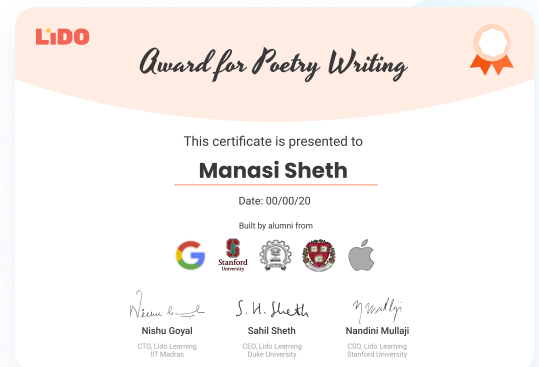 LiDO
Award for Poetry Writing
This certificate is presented to
Manasi Sheth
Date: 00/00/20
Built by alumni from
Stanford
University
S. H. Sheth
Nishu Goyal
Sahil Sheth
Nandini Mullaji
CTO, Lido Learning
CEO, Lido Learning
CSO, Lido Learning
IIT Madras
Duke University
Stanford University